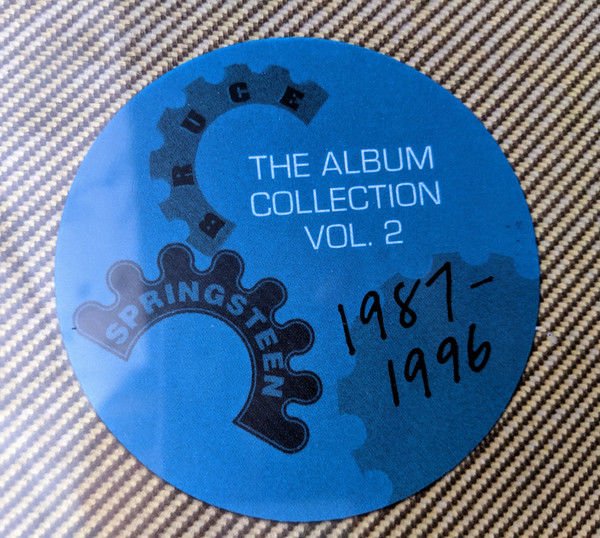 BRUCE
SPRINGSTEEN
THE ALBUM
COLLECTION
VOL. 2
1987-
1996